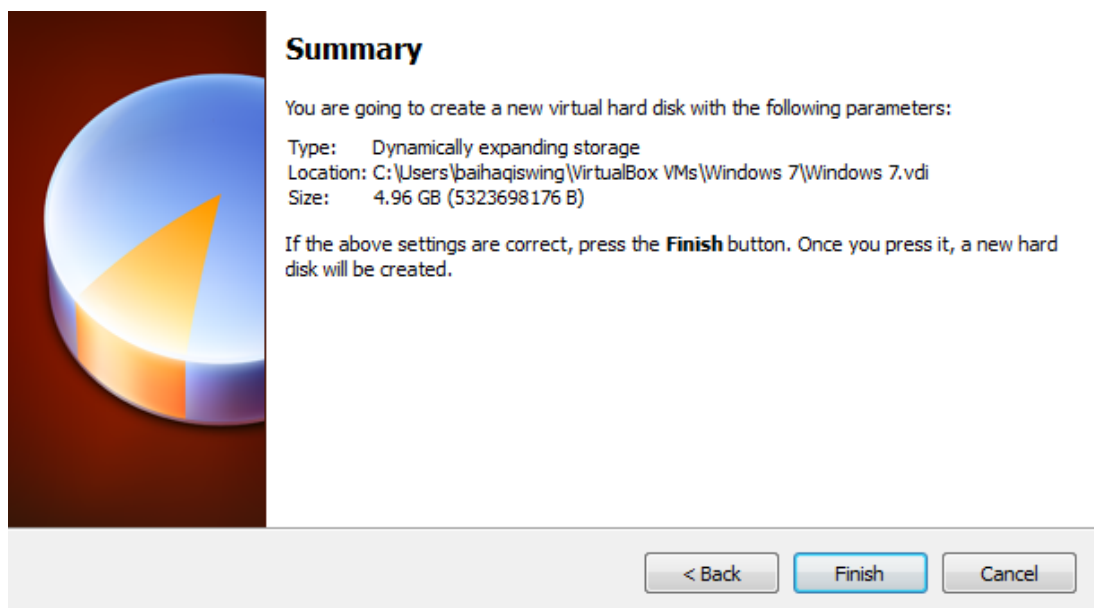 Summary
You are going to create a new virtual hard disk with the following parameters:
Type: Dynamically expanding storage
Location: C:\Users\baihaqiswing\VirtualBox VMs\Windows 7\Windows 7.vdi
Size: 4.96 GB (5323698176 B)
If the above settings are correct, press the Finish button. Once you press it, a new hard
disk will be created.
< Back Finish Cancel